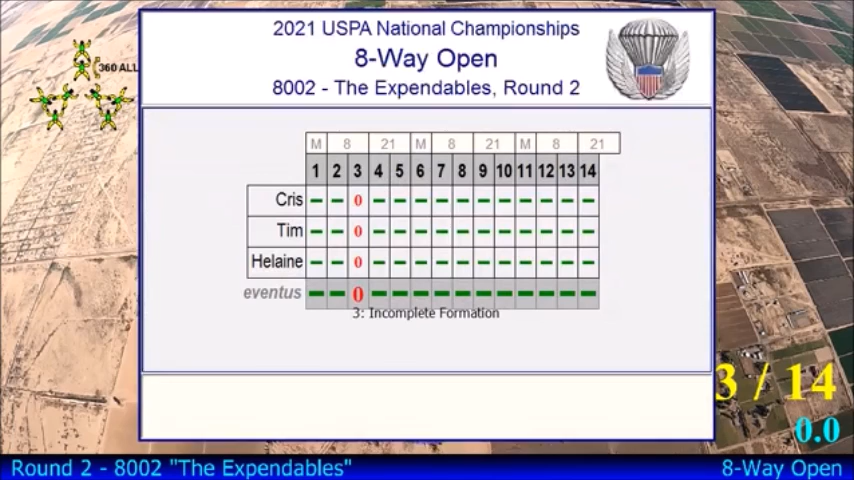 2021 USPA National Championships
8-Way Open
8002 - The Expendables, Round 2
360 ALL
M 8 21 M 8 21 M 8 21
1 2 3 4 5 6 7 8 9 10 11 12 13 14
Cris – – 0 – – – – – – – – – – –
Tim – – 0 – – – – – – – – – – –
Helaine – – 0 – – – – – – – – – – –
eventus – – 0 – – – – – – – – – – –
3: Incomplete Formation
3 / 14
0.0
Round 2 - 8002 "The Expendables"
8-Way Open